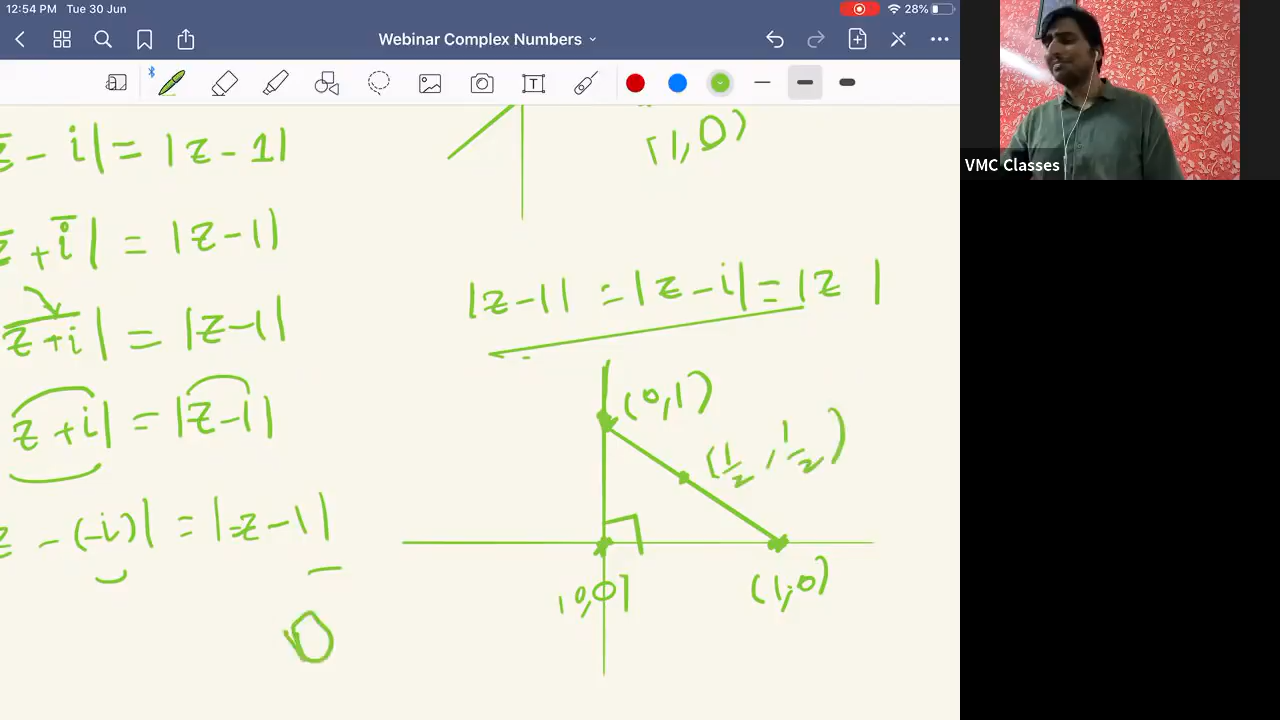 12:54 PM Tue 30 Jun
28%
Webinar Complex Numbers
T
VMC Classes
z̅ - i| = |z - 1|
(1,0)
z̅ + i̅| = |z - 1|
|z - 1| = |z - i| = |z |
z + i| = |z - 1|
(0,1)
z + i| = |z - 1|
(1/2, 1/2)
z - (-i)| = |z - 1|
(0,0)
(1,0)
0